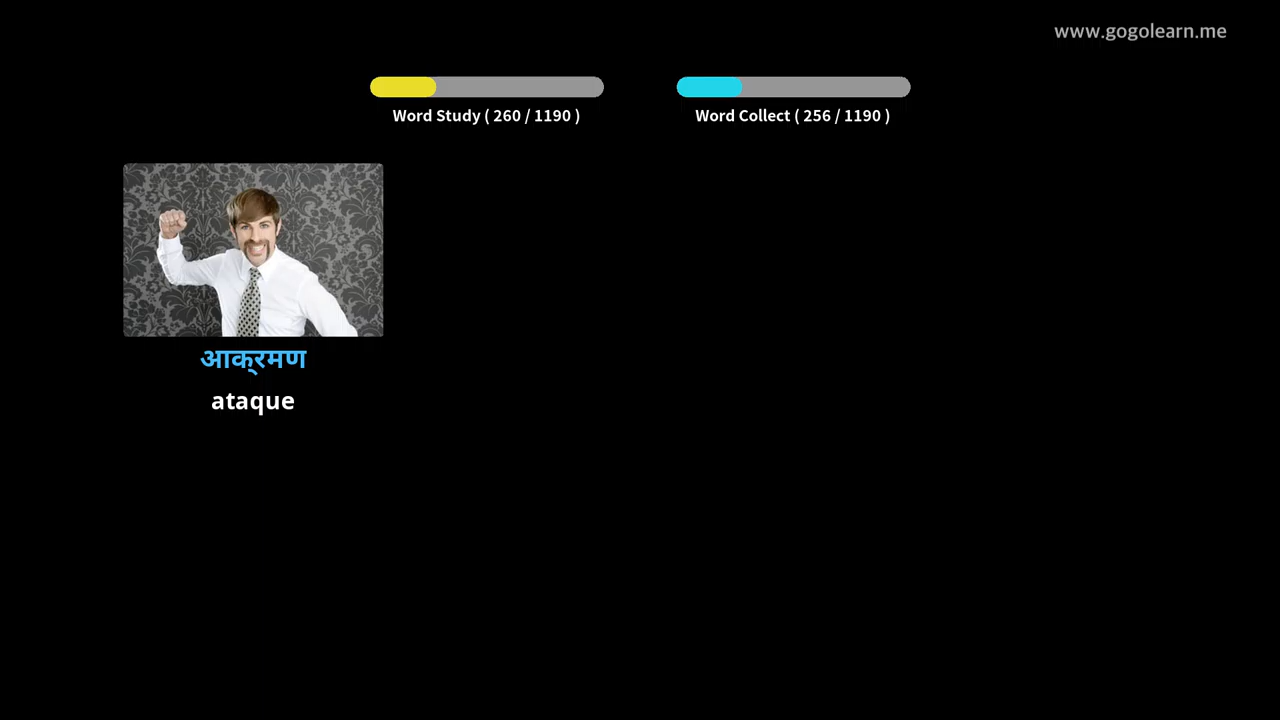 www.gogolearn.me
Word Study ( 260 / 1190 )
Word Collect ( 256 / 1190 )
आक्रमण
ataque